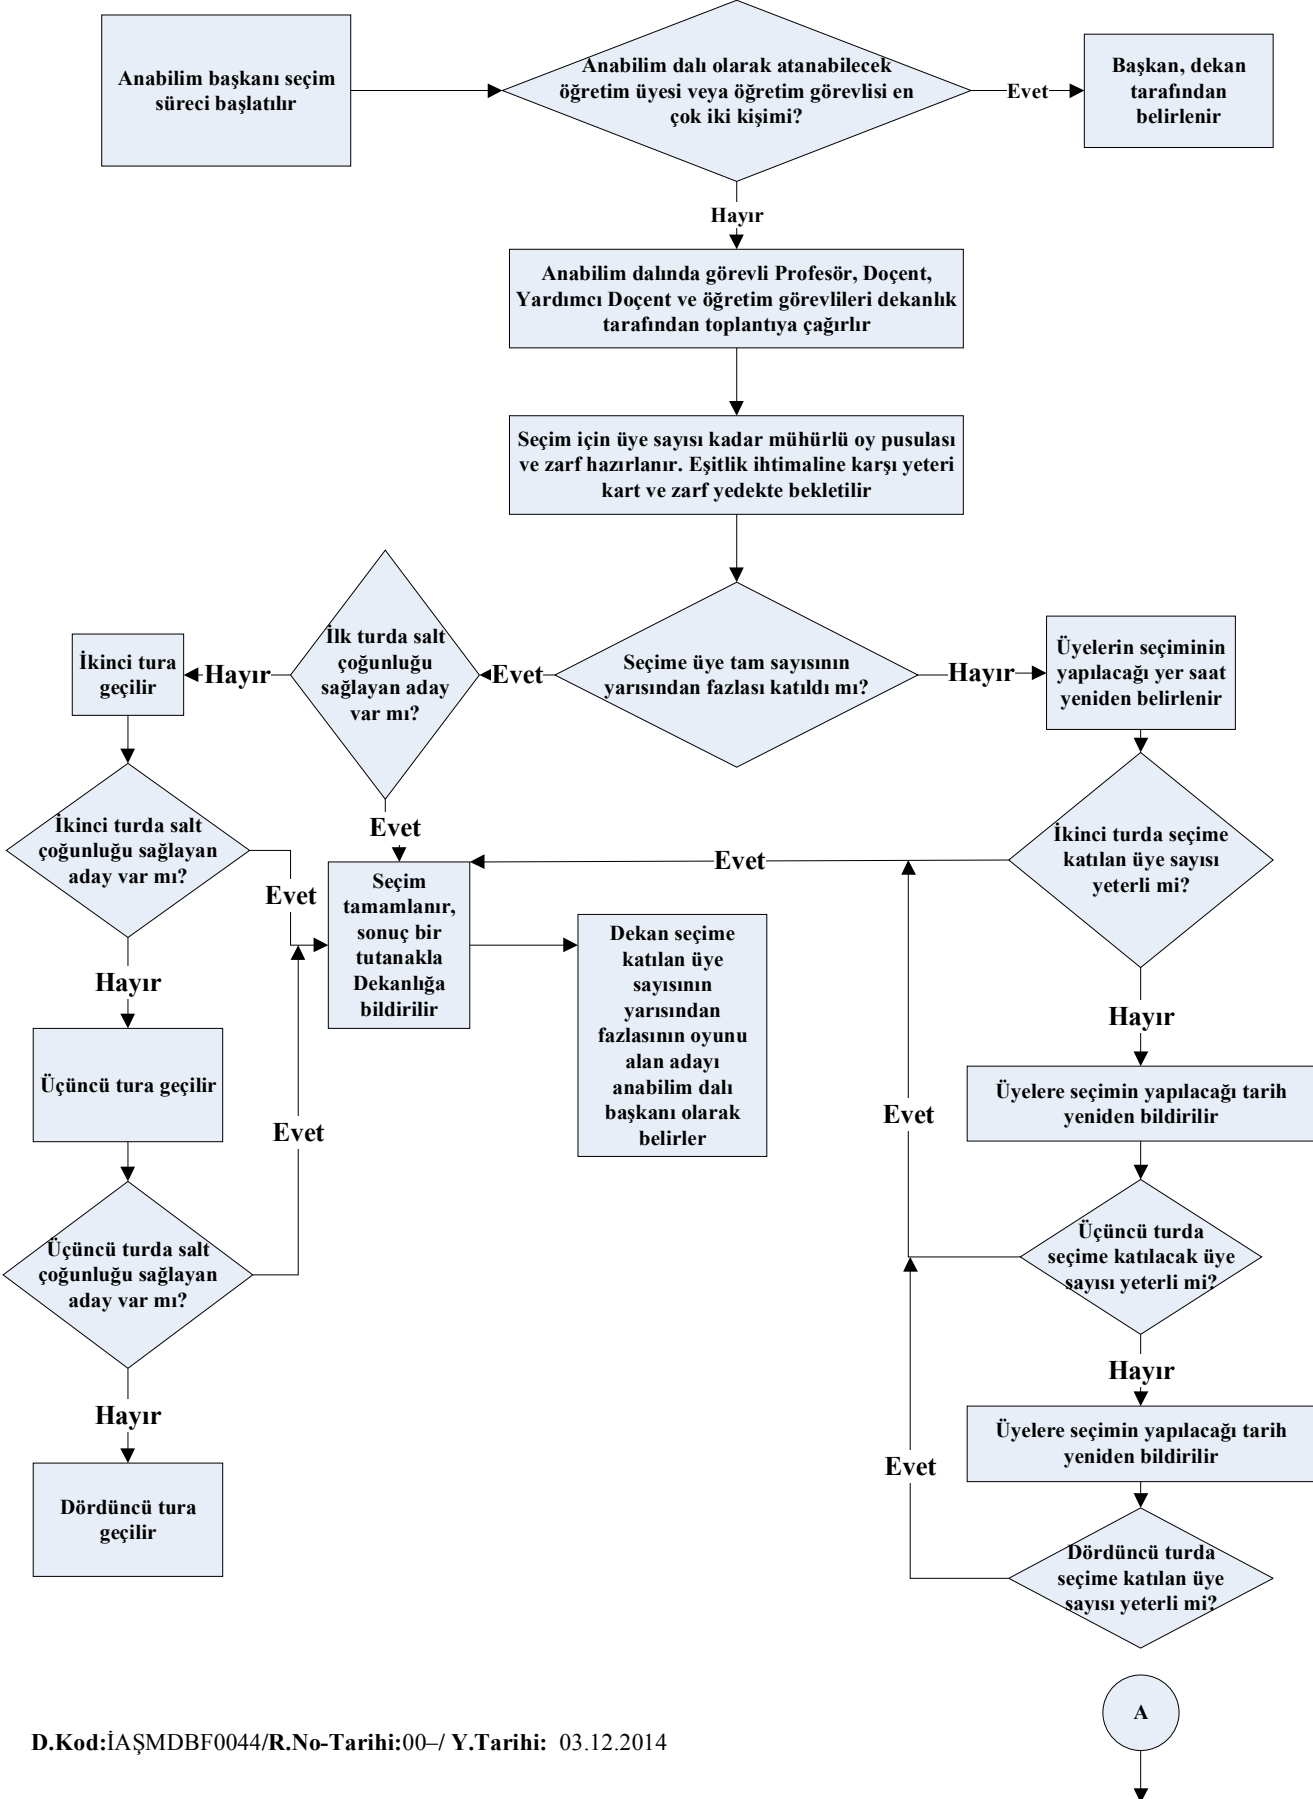 Anabilim başkanı seçim
süreci başlatılır
Anabilim dalı olarak atanabilecek
öğretim üyesi veya öğretim görevlisi en
çok iki kişimi?
Evet
Başkan, dekan
tarafından
belirlenir
Hayır
Anabilim dalında görevli Profesör, Doçent,
Yardımcı Doçent ve öğretim görevlileri dekanlık
tarafından toplantıya çağırlır
Seçim için üye sayısı kadar mühürlü oy pusulası
ve zarf hazırlanır. Eşitlik ihtimaline karşı yeteri
kart ve zarf yedekte bekletilir
Seçime üye tam sayısının
yarısından fazlası katıldı mı?
Evet
İlk turda salt
çoğunluğu
sağlayan aday
var mı?
Hayır
İkinci tura
geçilir
Hayır
Üyelerin seçiminin
yapılacağı yer saat
yeniden belirlenir
İkinci turda salt
çoğunluğu sağlayan
aday var mı?
Evet
Evet
Seçim
tamamlanır,
sonuç bir
tutanakla
Dekanlığa
bildirilir
Evet
İkinci turda seçime
katılan üye sayısı
yeterli mi?
Dekan seçime
katılan üye
sayısının
yarısından
fazlasının oyunu
alan adayı
anabilim dalı
başkanı olarak
belirler
Hayır
Üçüncü tura geçilir
Evet
Üçüncü turda salt
çoğunluğu sağlayan
aday var mı?
Hayır
Dördüncü tura
geçilir
Hayır
Üyelere seçimin yapılacağı tarih
yeniden bildirilir
Evet
Üçüncü turda
seçime katılacak üye
sayısı yeterli mi?
Hayır
Üyelere seçimin yapılacağı tarih
yeniden bildirilir
Evet
Dördüncü turda
seçime katılan üye
sayısı yeterli mi?
A
D.Kod:İAŞMDBF0044/R.No-Tarihi:00–/ Y.Tarihi: 03.12.2014